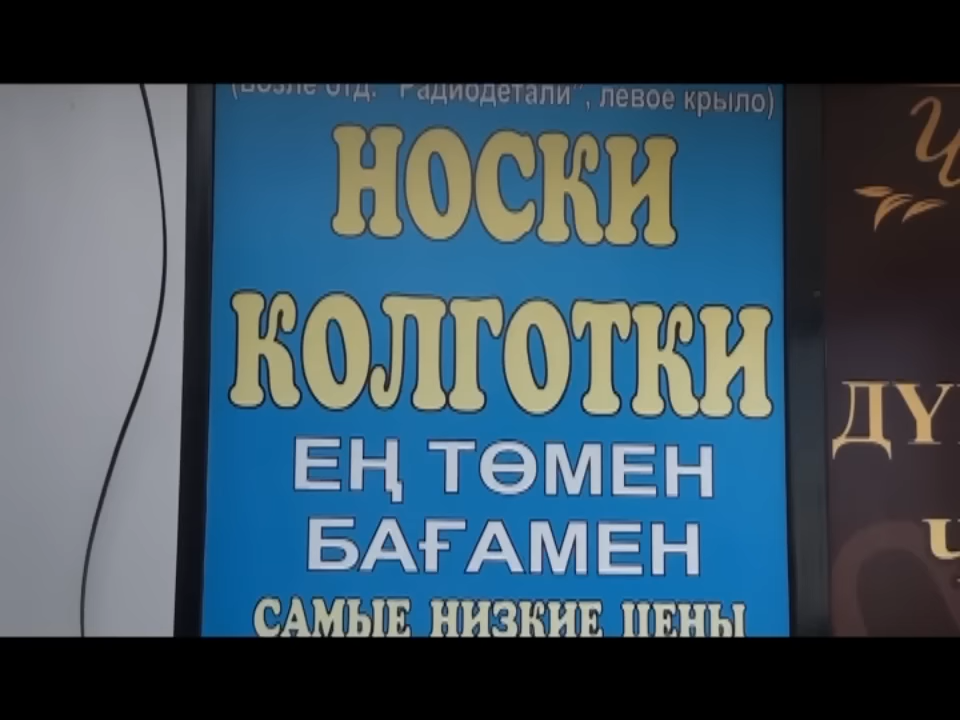 (возле отд. "Радиодетали", левое крыло)
НОСКИ
КОЛГОТКИ
ЕҢ ТӨМЕН
БАҒАМЕН
САМЫЕ НИЗКИЕ ЦЕНЫ